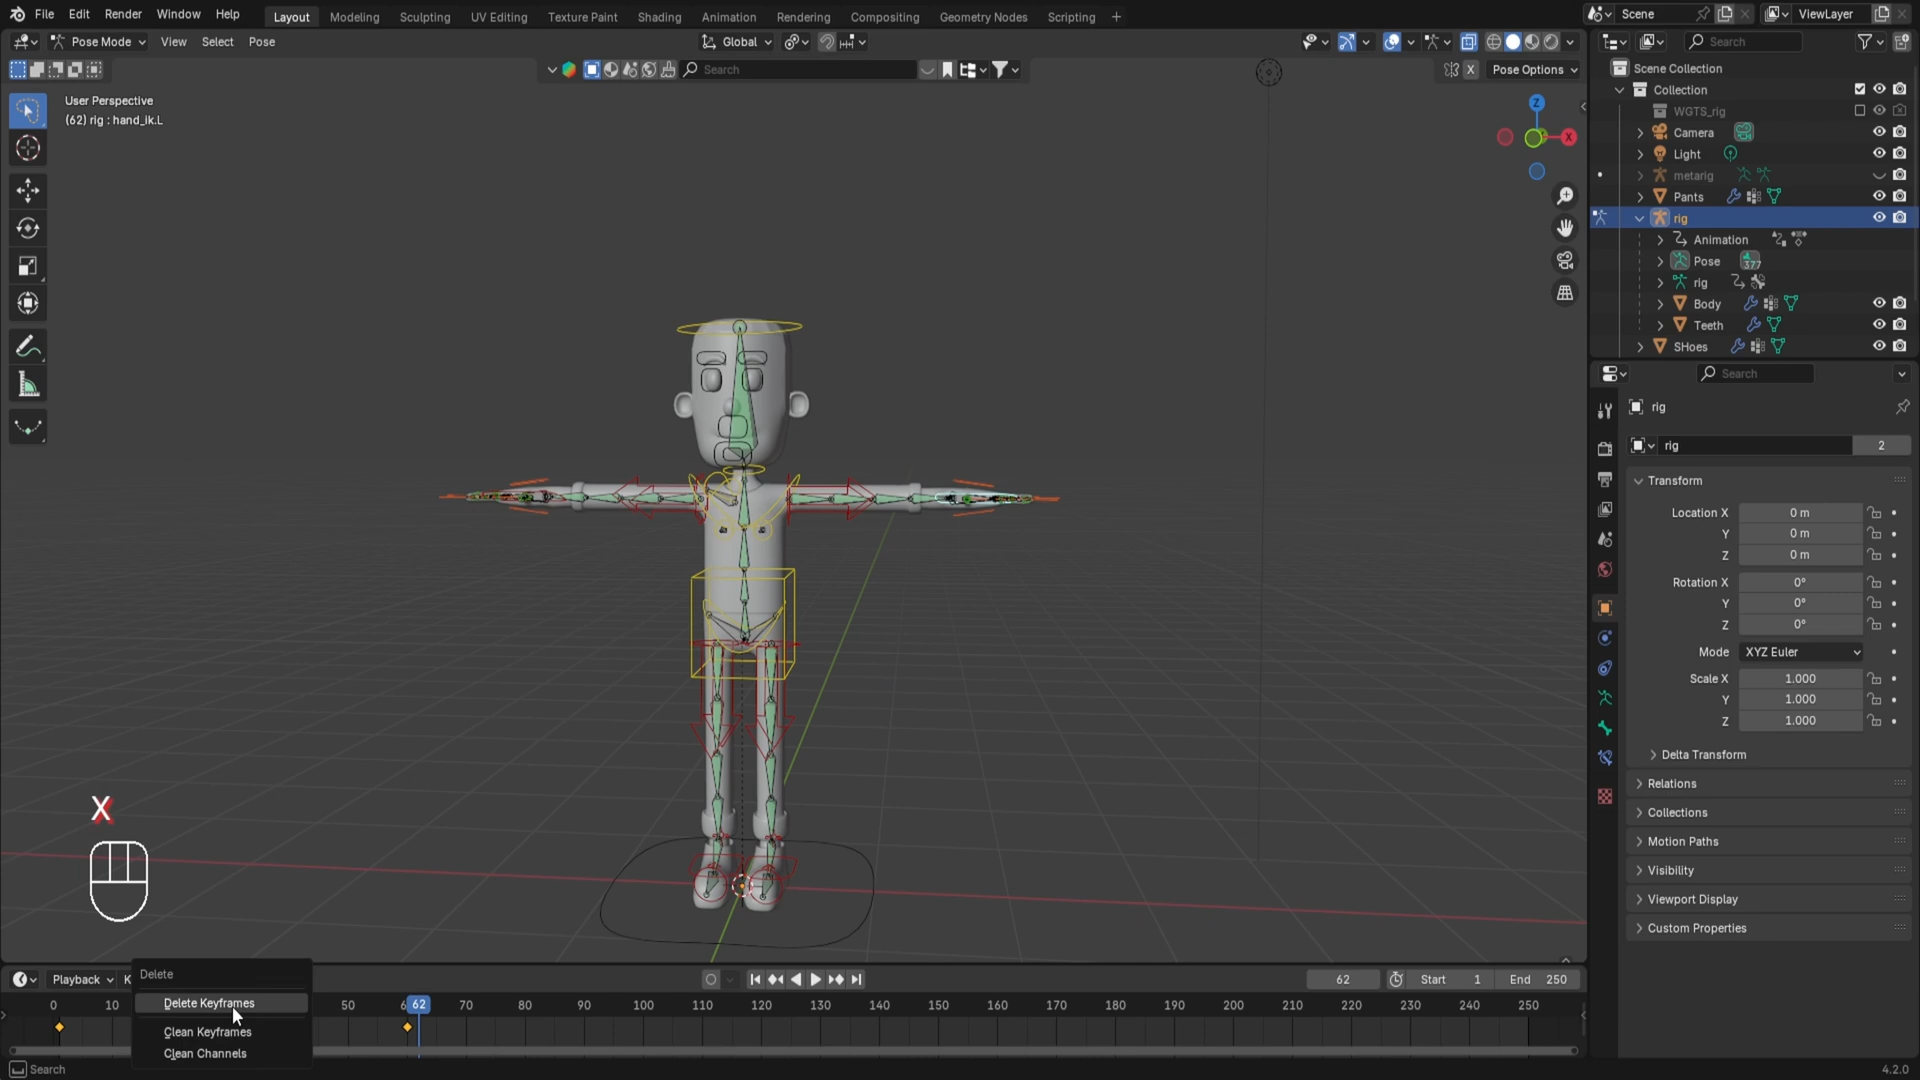 File Edit Render Window Help Layout Modeling Sculpting UV Editing Texture Paint Shading Animation Rendering Compositing Geometry Nodes Scripting + Scene ViewLayer
Pose Mode View Select Pose Global Search
Search X Pose Options
User Perspective
(62) rig : hand_ik.L
Z
X
Scene Collection
Collection
WGTS_rig
Camera
Light
metarig
Pants
rig
Animation
Pose 377
rig
Body
Teeth
SHoes
Search
rig
rig 2
Transform
Location X 0 m
Y 0 m
Z 0 m
Rotation X 0°
Y 0°
Z 0°
Mode XYZ Euler
Scale X 1.000
Y 1.000
Z 1.000
Delta Transform
Relations
Collections
Motion Paths
Visibility
Viewport Display
Custom Properties
X
Playback K 62 Start 1 End 250
0 10 50 6 62 70 80 90 100 110 120 130 140 150 160 170 180 190 200 210 220 230 240 250
Delete
Delete Keyframes
Clean Keyframes
Clean Channels
Search 4.2.0